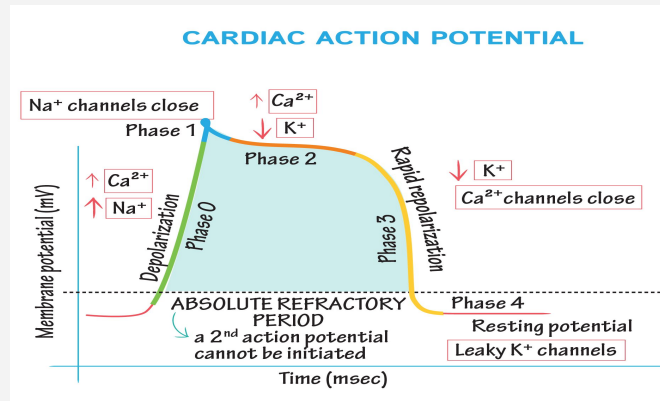 CARDIAC ACTION POTENTIAL
Na⁺ channels close
Phase 1
↑ Ca²⁺
↓ K⁺
Phase 2
↑ Ca²⁺
↑ Na⁺
Depolarization
Phase 0
Rapid repolarization
Phase 3
↓ K⁺
Ca²⁺ channels close
Membrane potential (mV)
ABSOLUTE REFRACTORY
PERIOD
a 2ⁿᵈ action potential
cannot be initiated
Phase 4
Resting potential
Leaky K⁺ channels
Time (msec)